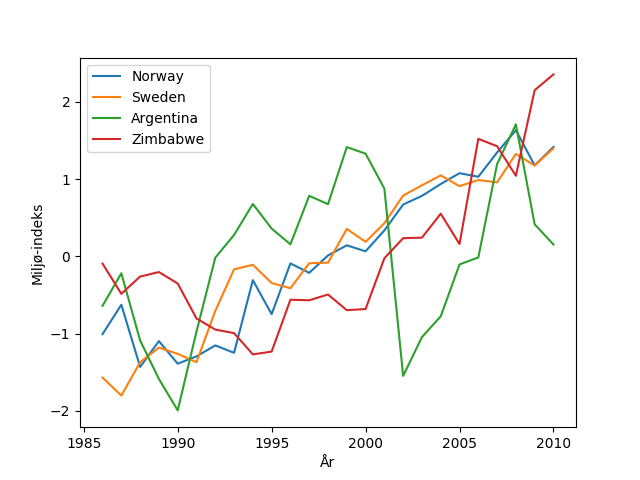 Norway
Sweden
Argentina
Zimbabwe
Miljø-indeks
2
1
0
−1
−2
1985 1990 1995 2000 2005 2010
År